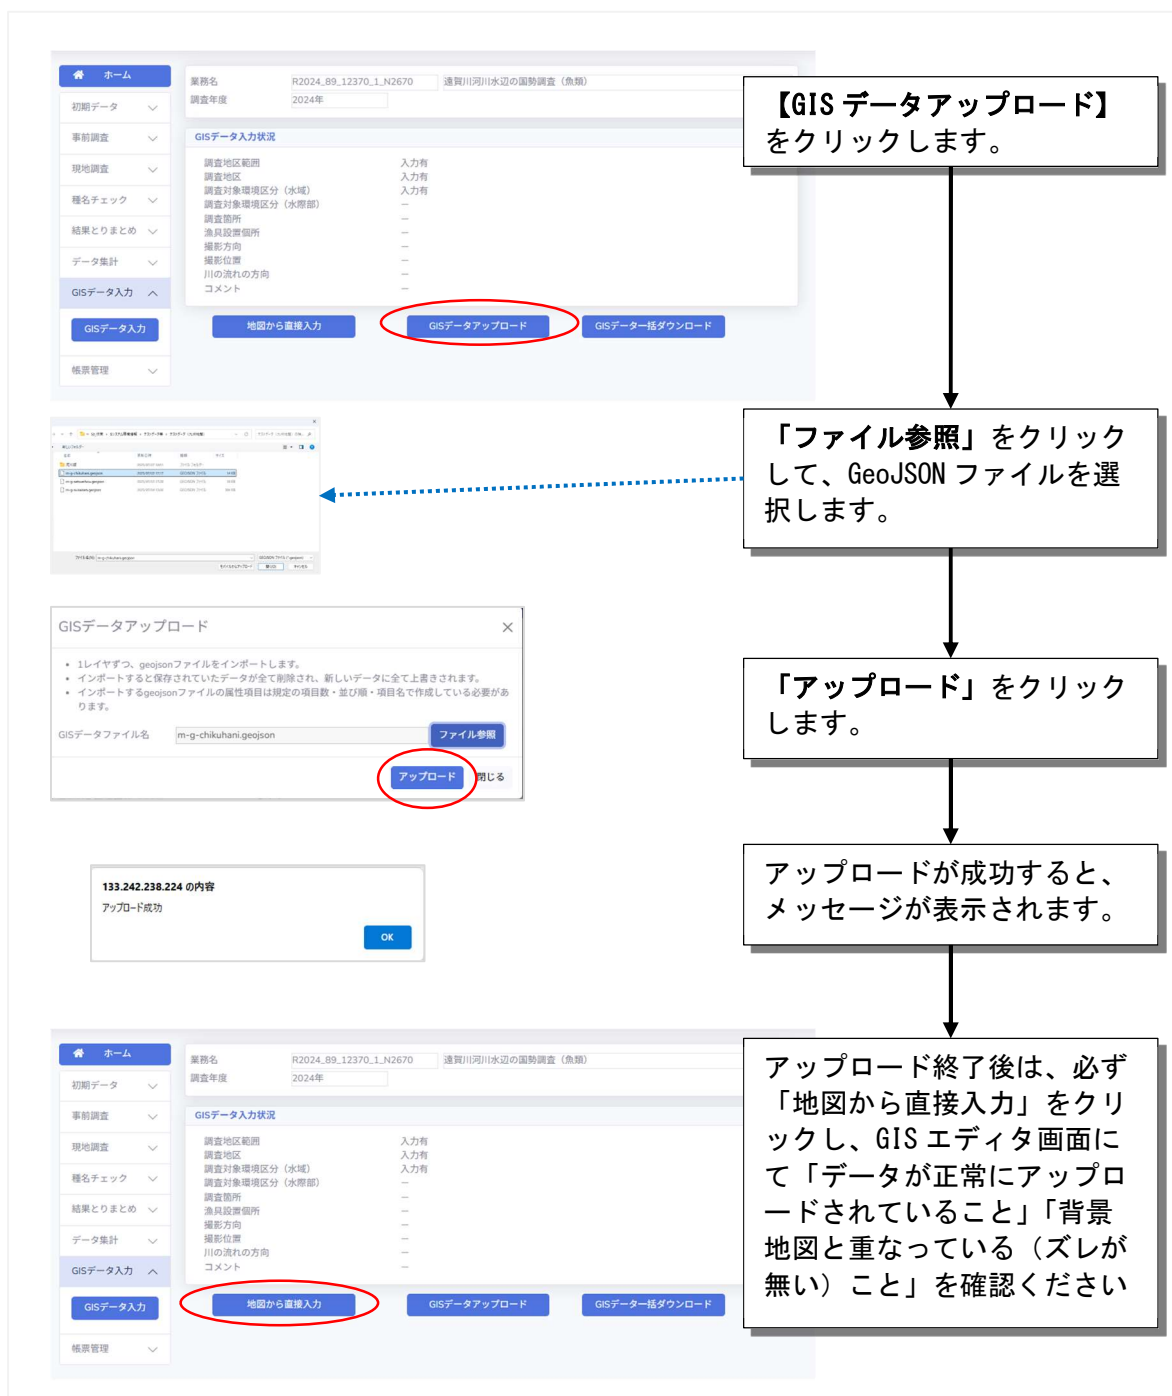 ホーム
初期データ
事前調査
現地調査
種名チェック
結果とりまとめ
データ集計
GISデータ入力
GISデータ入力
帳票管理
業務名 R2024_89_12370_1_N2670 遠賀川河川水辺の国勢調査（魚類）
調査年度 2024年
GISデータ入力状況
調査地区範囲 入力有
調査地区 入力有
調査対象環境区分（水域） 入力有
調査対象環境区分（水際部） －
調査箇所 －
漁具設置個所 －
撮影方向 －
撮影位置 －
川の流れの方向 －
コメント －
地図から直接入力 GISデータアップロード GISデータ一括ダウンロード
【GISデータアップロード】
をクリックします。
「ファイル参照」をクリック
して、GeoJSONファイルを選
択します。
m-g-chikuhani.geojson
GISデータアップロード ×
• 1レイヤずつ、geojsonファイルをインポートします。
• インポートすると保存されていたデータが全て削除され、新しいデータに全て上書きされます。
• インポートするgeojsonファイルの属性項目は規定の項目数・並び順・項目名で作成している必要があ
ります。
GISデータファイル名 m-g-chikuhani.geojson ファイル参照
アップロード 閉じる
「アップロード」をクリック
します。
133.242.238.224 の内容
アップロード成功
OK
アップロードが成功すると、
メッセージが表示されます。
ホーム
初期データ
事前調査
現地調査
種名チェック
結果とりまとめ
データ集計
GISデータ入力
GISデータ入力
帳票管理
業務名 R2024_89_12370_1_N2670 遠賀川河川水辺の国勢調査（魚類）
調査年度 2024年
GISデータ入力状況
調査地区範囲 入力有
調査地区 入力有
調査対象環境区分（水域） 入力有
調査対象環境区分（水際部） －
調査箇所 －
漁具設置個所 －
撮影方向 －
撮影位置 －
川の流れの方向 －
コメント －
地図から直接入力 GISデータアップロード GISデータ一括ダウンロード
アップロード終了後は、必ず
「地図から直接入力」をクリ
ックし、GISエディタ画面に
て「データが正常にアップロ
ードされていること」「背景
地図と重なっている（ズレが
無い）こと」を確認ください